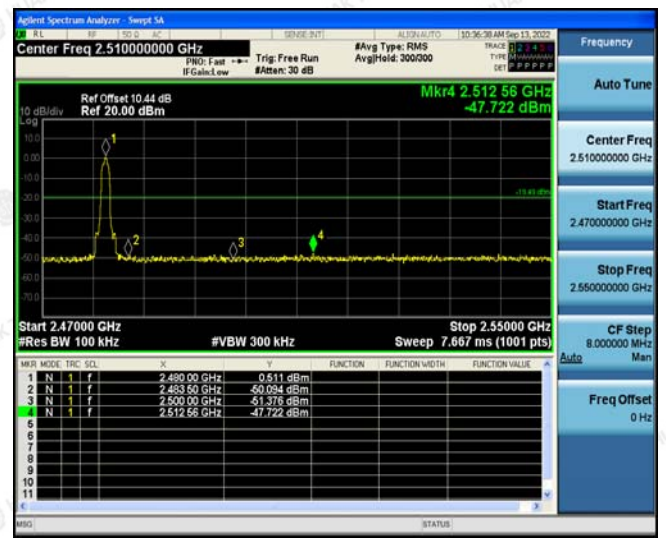 Agilent Spectrum Analyzer - Swept SA
RL RF 50 Ω AC SENSE:INT ALIGNAUTO 10:36:38 AM Sep 13, 2022
Center Freq 2.510000000 GHz
PNO: Fast Trig: Free Run
IFGain:Low #Atten: 30 dB
#Avg Type: RMS
Avg|Hold: 300/300
TRACE 1 2 3 4 5 6
TYPE
DET P P P P P P
Mkr4 2.512 56 GHz
-47.722 dBm
Ref Offset 10.44 dB
10 dB/div Ref 20.00 dBm
Log
10.0
0.00
-10.0
-20.0
-30.0
-40.0
-50.0
-60.0
-70.0
1
2
3
4
Start 2.47000 GHz Stop 2.55000 GHz
#Res BW 100 kHz #VBW 300 kHz Sweep 7.667 ms (1001 pts)
MKR MODE TRC SCL X Y FUNCTION FUNCTION WIDTH FUNCTION VALUE
1 N 1 f 2.480 00 GHz 0.511 dBm
2 N 1 f 2.483 50 GHz -50.094 dBm
3 N 1 f 2.500 00 GHz -51.376 dBm
4 N 1 f 2.512 56 GHz -47.722 dBm
5
6
7
8
9
10
11
MSG STATUS
Frequency
Auto Tune
Center Freq
2.510000000 GHz
Start Freq
2.470000000 GHz
Stop Freq
2.550000000 GHz
CF Step
8.000000 MHz
Auto Man
Freq Offset
0 Hz